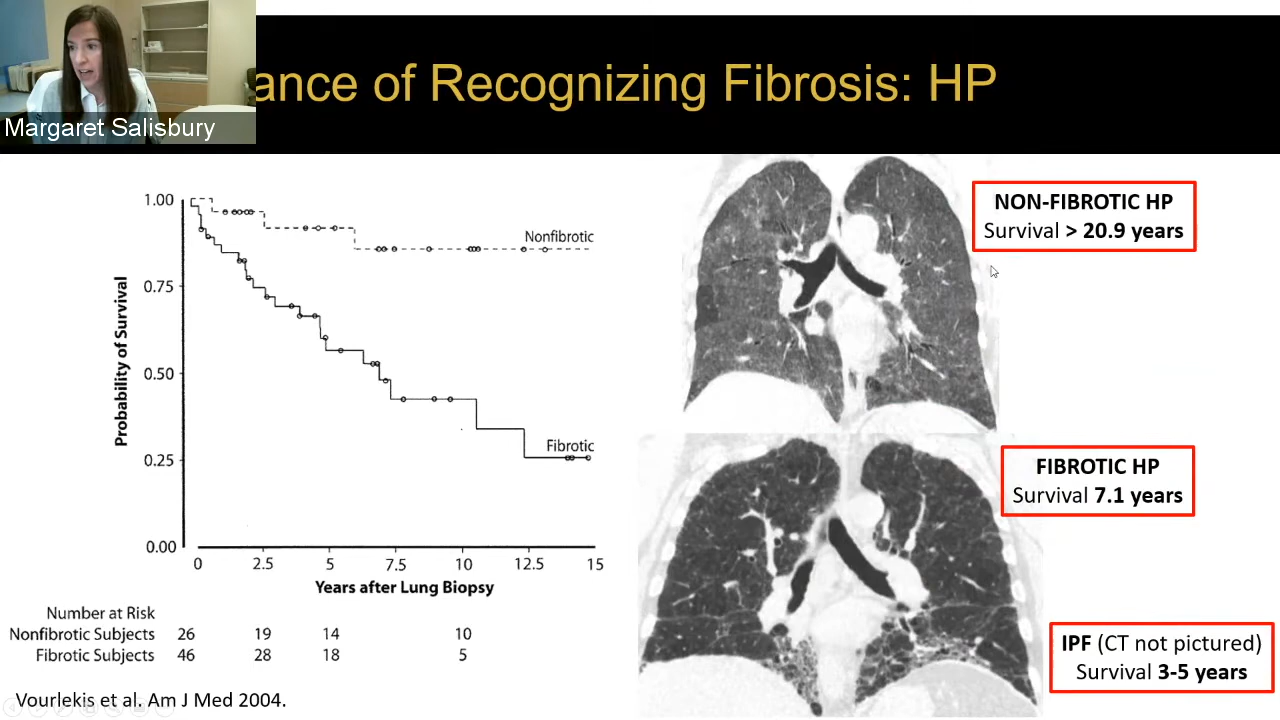 ance of Recognizing Fibrosis: HP
Margaret Salisbury
1.00
0.75
0.50
0.25
0.00
Probability of Survival
Nonfibrotic
Fibrotic
0 2.5 5 7.5 10 12.5 15
Years after Lung Biopsy
Number at Risk
Nonfibrotic Subjects 26 19 14 10
Fibrotic Subjects 46 28 18 5
Vourlekis et al. Am J Med 2004.
NON-FIBROTIC HP
Survival > 20.9 years
FIBROTIC HP
Survival 7.1 years
IPF (CT not pictured)
Survival 3-5 years